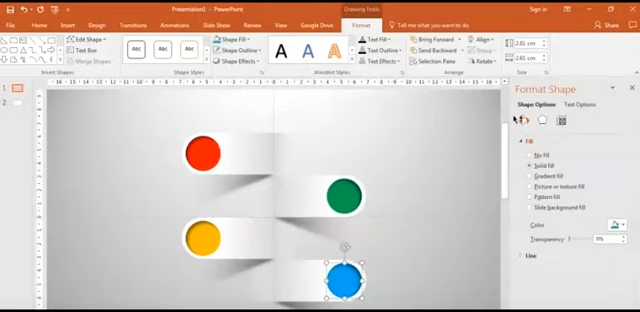 Presentation1 - PowerPoint
Drawing Tools
Sign in
File Home Insert Design Transitions Animations Slide Show Review View Google Drive Format Tell me what you want to do
Share
Edit Shape
Text Box
Merge Shapes
Insert Shapes
Abc Abc Abc
Shape Fill
Shape Outline
Shape Effects
Shape Styles
A A A
WordArt Styles
Text Fill
Text Outline
Text Effects
Bring Forward
Send Backward
Selection Pane
Arrange
2.61 cm
2.61 cm
Size
1
2
Format Shape
Shape Options Text Options
Fill
No fill
Solid fill
Gradient fill
Picture or texture fill
Pattern fill
Slide background fill
Color
Transparency 0%
Line